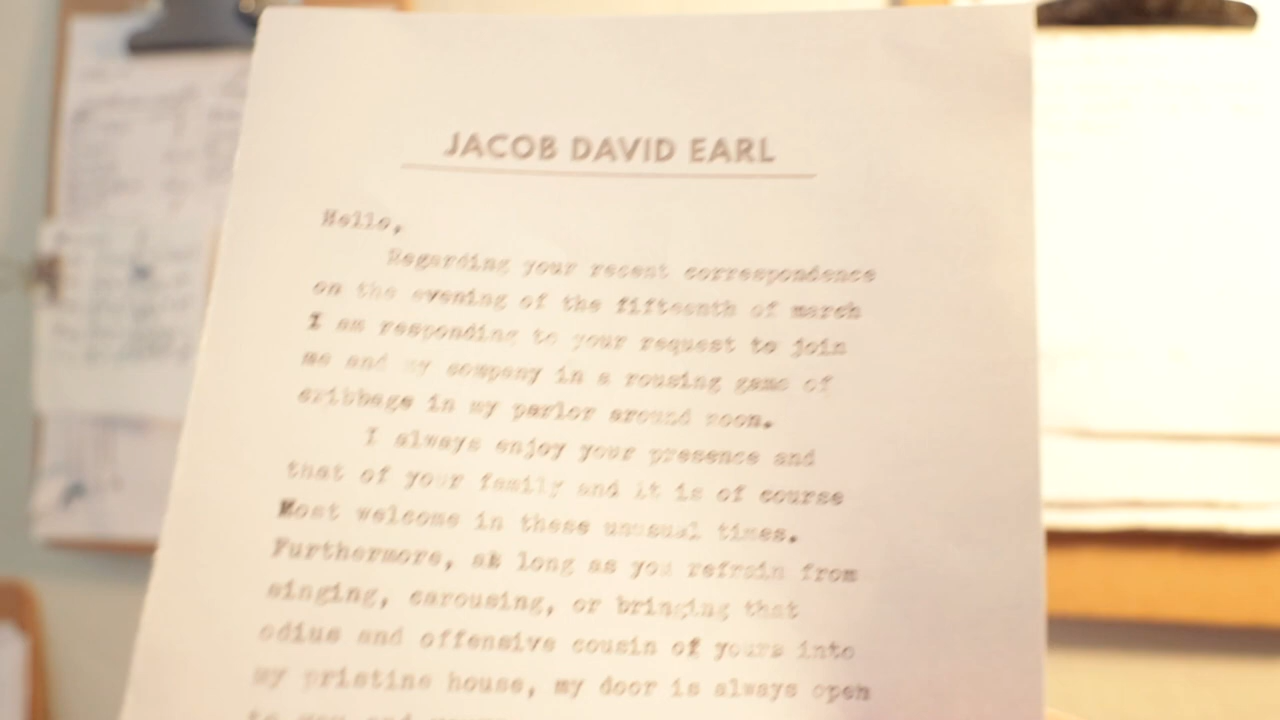 JACOB DAVID EARL
Hello,
Regarding your recent correspondence
on the evening of the fifteenth of march
I am responding to your request to join
me and my company in a rousing game of
cribbage in my parlor around noon.
I always enjoy your presence and
that of your family and it is of course
Most welcome in these unusual times.
Furthermore, as long as you refrain from
singing, carousing, or bringing that
odius and offensive cousin of yours into
my pristine house, my door is always open
to you and yours